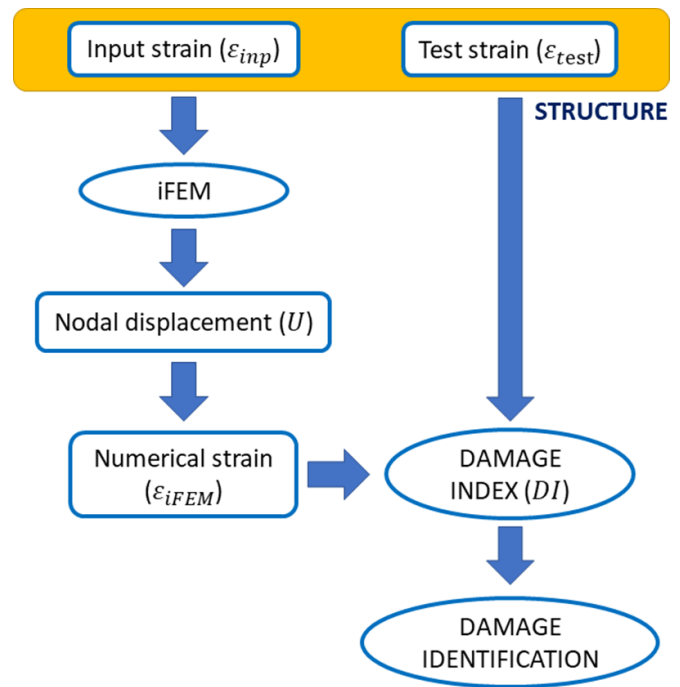 Input strain (𝜀𝑖𝑛𝑝)
Test strain (𝜀test)
STRUCTURE
iFEM
Nodal displacement (𝑈)
Numerical strain
(𝜀𝑖𝐹𝐸𝑀)
DAMAGE
INDEX (𝐷𝐼)
DAMAGE
IDENTIFICATION